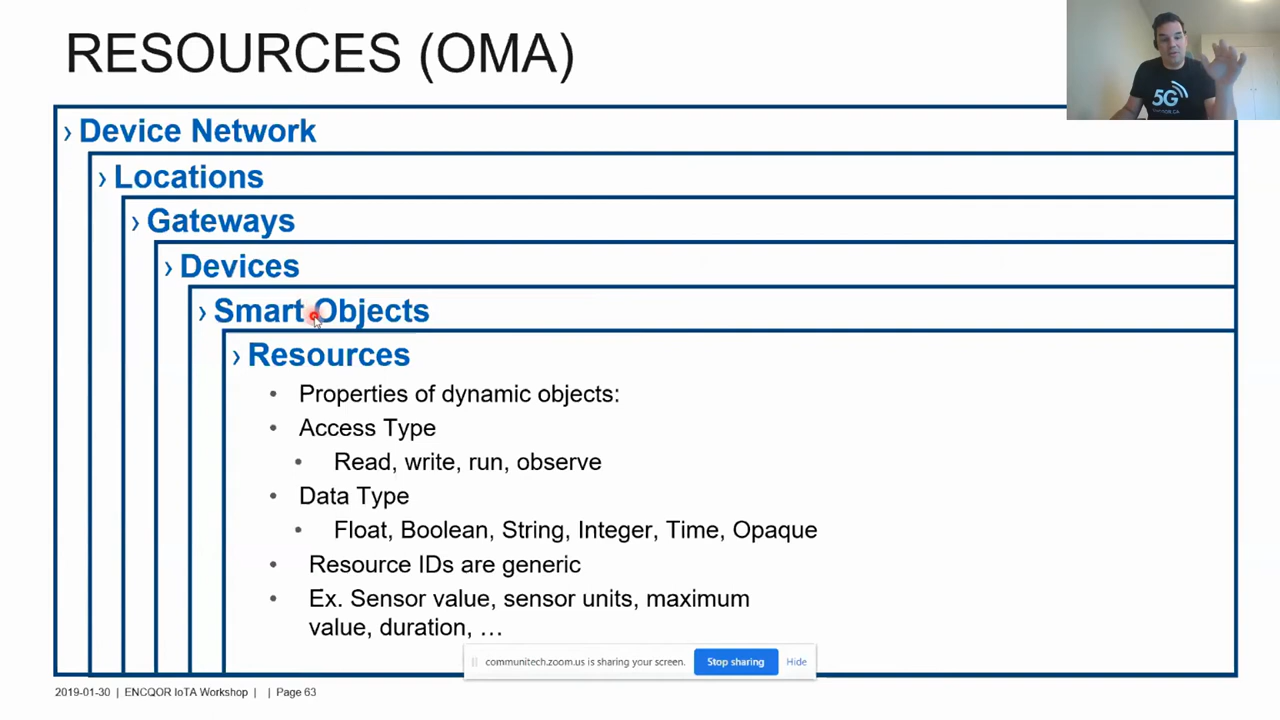 RESOURCES (OMA)
› Device Network
› Locations
› Gateways
› Devices
› Smart Objects
› Resources
• Properties of dynamic objects:
• Access Type
• Read, write, run, observe
• Data Type
• Float, Boolean, String, Integer, Time, Opaque
• Resource IDs are generic
• Ex. Sensor value, sensor units, maximum
value, duration, …
communitech.zoom.us is sharing your screen. Stop sharing Hide
2019-01-30 | ENCQOR IoTA Workshop | | Page 63
5G